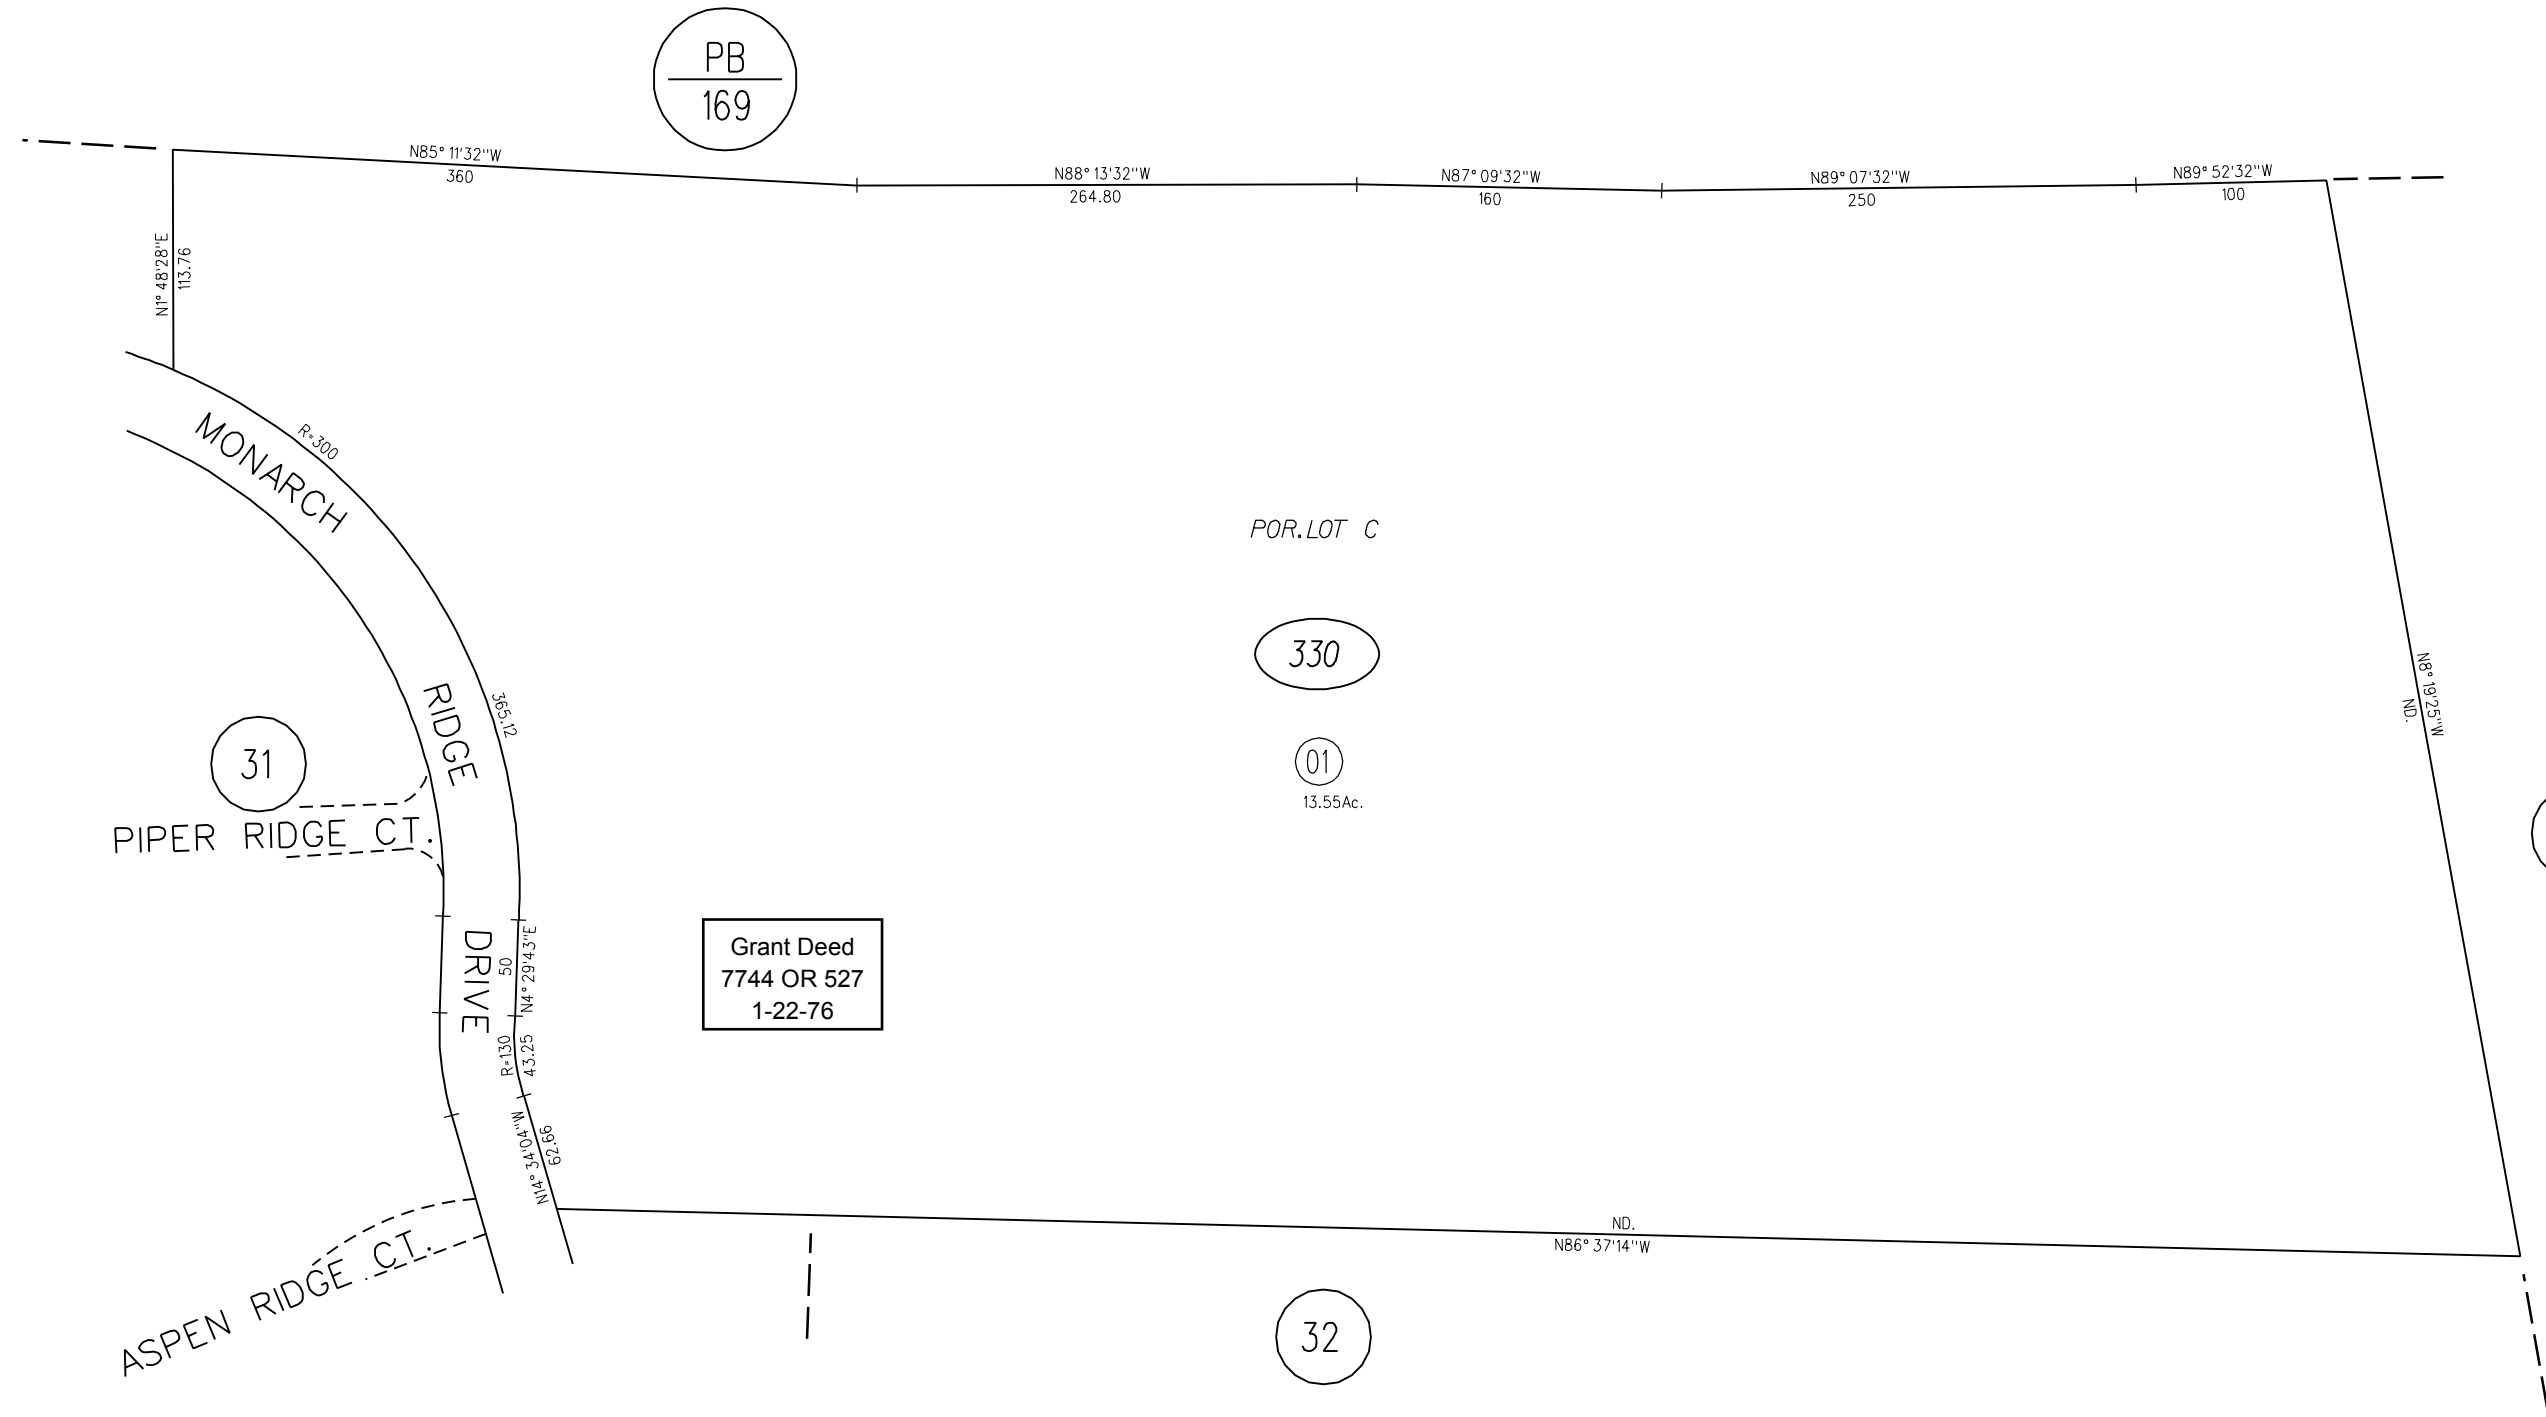 PB
169
N85° 11'32"W
360
N88° 13'32"W
264.80
N87° 09'32"W
160
N89° 07'32"W
250
N89° 52'32"W
100
N1° 48'28"E
113.76
R=300
MONARCH
RIDGE
365.12
DRIVE
50
N4° 29'43"E
R=130
43.25
N14° 34'04"W
62.66
31
PIPER RIDGE CT.
ASPEN RIDGE CT.
POR. LOT C
330
01
13.55Ac.
N8° 19'25"W
ND.
Grant Deed
7744 OR 527
1-22-76
ND.
N86° 37'14"W
32